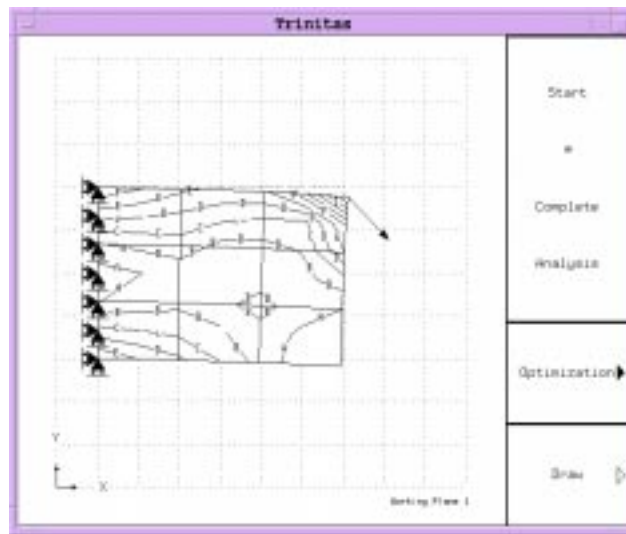 Trinitas
Start
a
Complete
Analysis
Optimization
Draw
Y
X
Working Plane 1